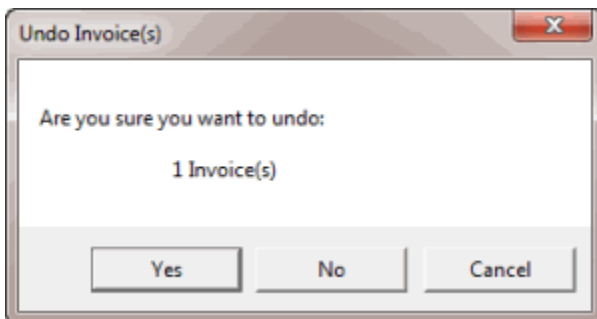 Undo Invoice(s)
Are you sure you want to undo:
1 Invoice(s)
Yes No Cancel